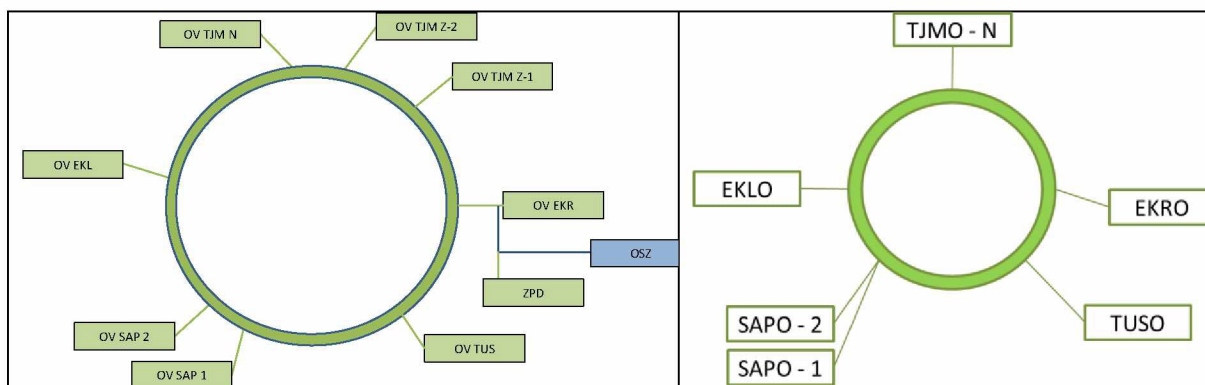 OV TJM N
OV TJM Z-2
OV TJM Z-1
OV EKL
OV EKR
OSZ
ZPD
OV SAP 2
OV TUS
OV SAP 1
TJMO - N
EKLO
EKRO
SAPO - 2
TUSO
SAPO - 1